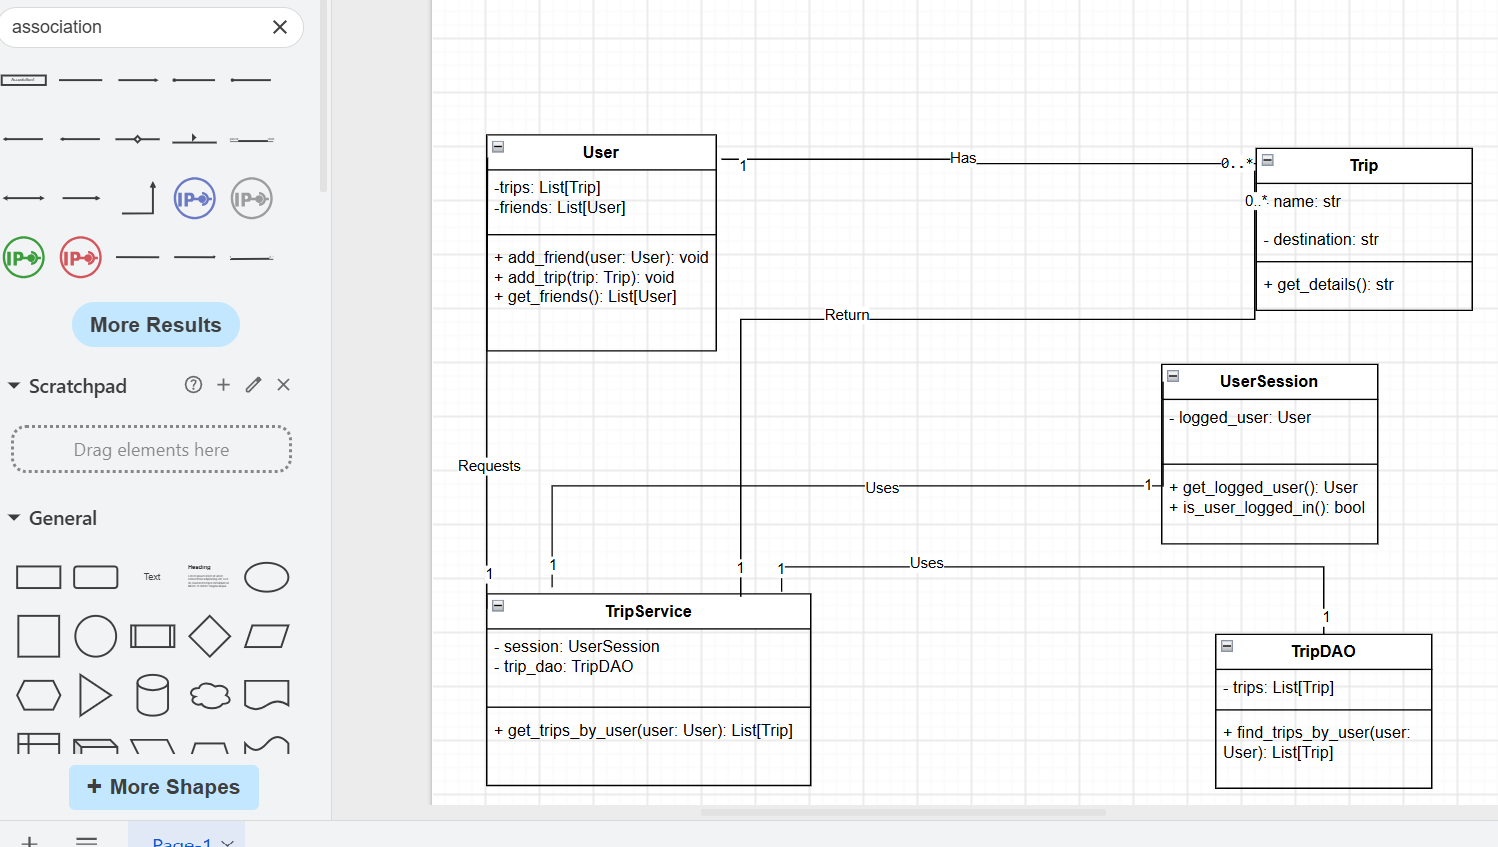 association
IP
IP
IP
IP
More Results
Scratchpad
Drag elements here
General
Text
Heading
+ More Shapes
Page-1
User
-trips: List[Trip]
-friends: List[User]
+ add_friend(user: User): void
+ add_trip(trip: Trip): void
+ get_friends(): List[User]
1
Has
0..*
Trip
0..*
- name: str
- destination: str
+ get_details(): str
Return
UserSession
- logged_user: User
+ get_logged_user(): User
+ is_user_logged_in(): bool
Requests
Uses
1
1
1
1
1
Uses
1
TripService
- session: UserSession
- trip_dao: TripDAO
+ get_trips_by_user(user: User): List[Trip]
TripDAO
- trips: List[Trip]
+ find_trips_by_user(user:
User): List[Trip]